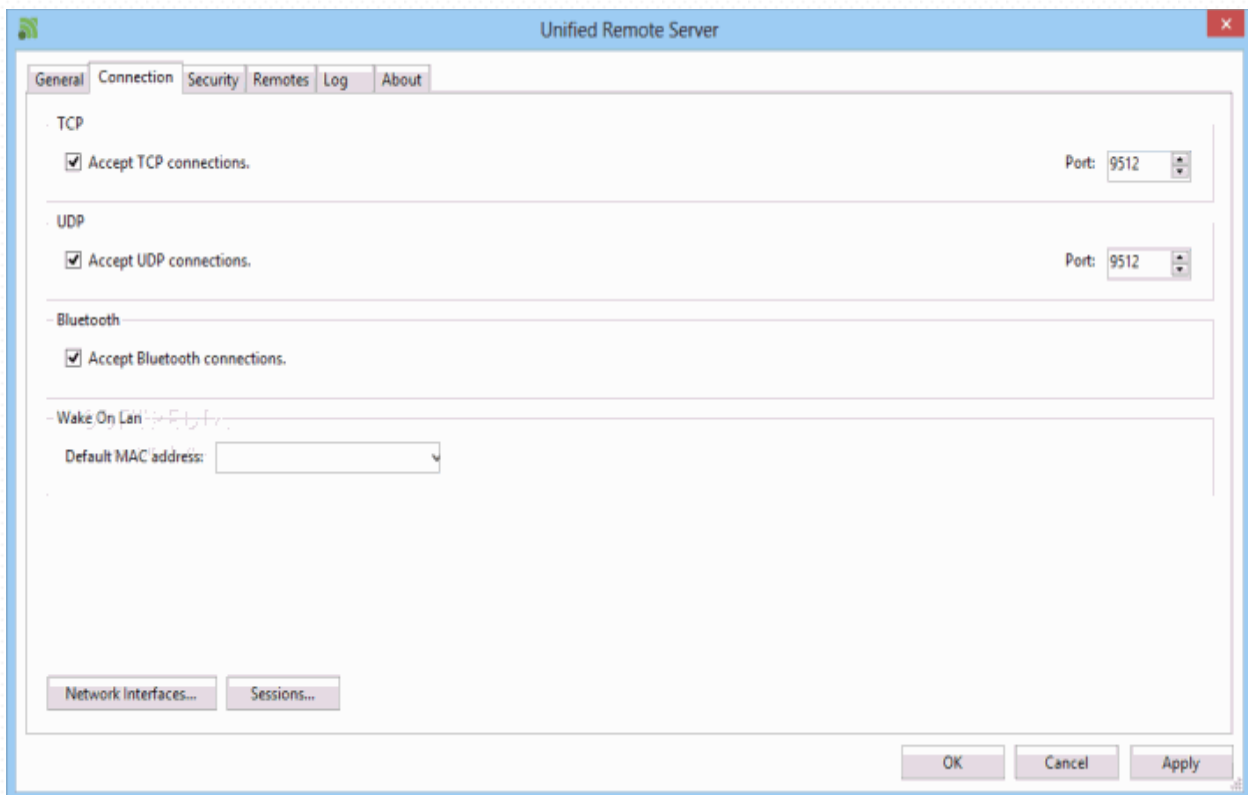 Unified Remote Server
General Connection Security Remotes Log About
TCP
Accept TCP connections. Port: 9512
UDP
Accept UDP connections. Port: 9512
Bluetooth
Accept Bluetooth connections.
Wake On Lan
Default MAC address:
Network Interfaces... Sessions...
OK Cancel Apply